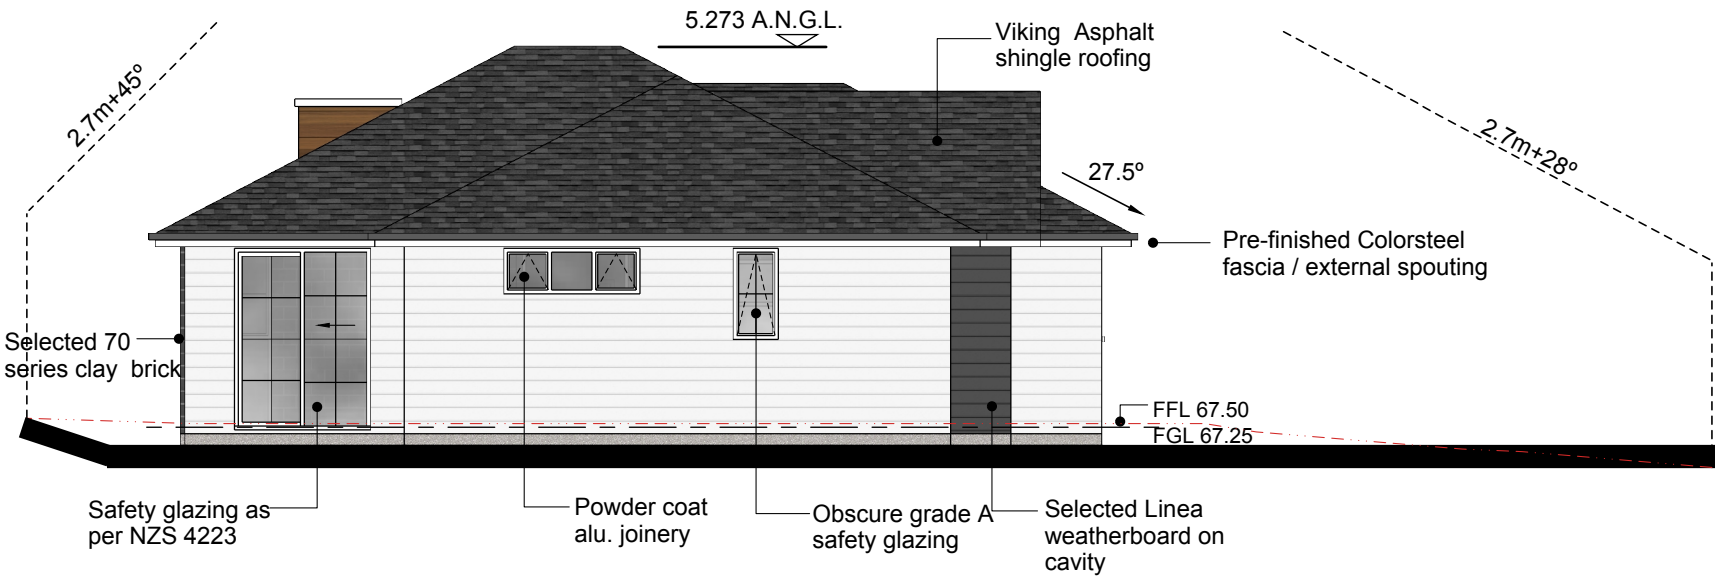 5.273 A.N.G.L.
Viking Asphalt
shingle roofing
2.7m+45º
2.7m+28º
27.5º
Pre-finished Colorsteel
fascia / external spouting
Selected 70
series clay brick
FFL 67.50
FGL 67.25
Safety glazing as
per NZS 4223
Powder coat
alu. joinery
Obscure grade A
safety glazing
Selected Linea
weatherboard on
cavity